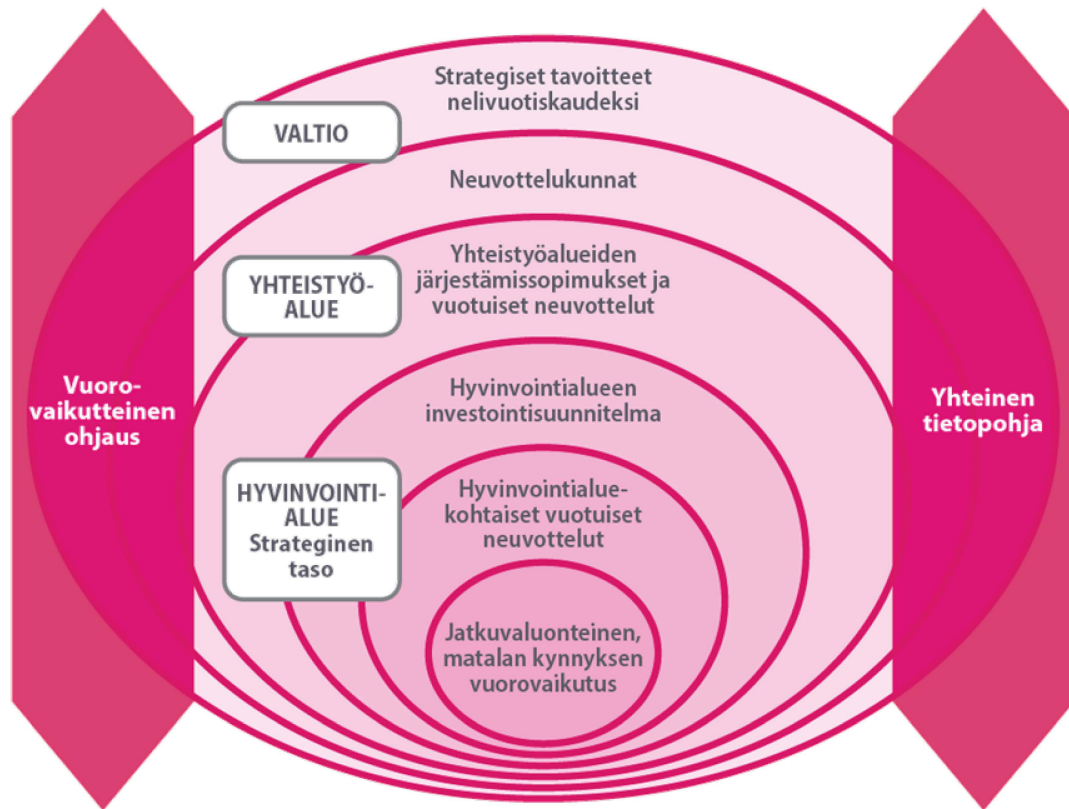 Strategiset tavoitteet
nelivuotiskaudeksi
VALTIO
Neuvottelukunnat
YHTEISTYÖ-
ALUE
Yhteistyöalueiden
järjestämissopimukset ja
vuotuiset neuvottelut
Vuoro-
vaikutteinen
ohjaus
Hyvinvointialueen
investointisuunnitelma
Yhteinen
tietopohja
HYVINVOINTI-
ALUE
Strateginen
taso
Hyvinvointialue-
kohtaiset vuotuiset
neuvottelut
Jatkuvaluonteinen,
matalan kynnyksen
vuorovaikutus